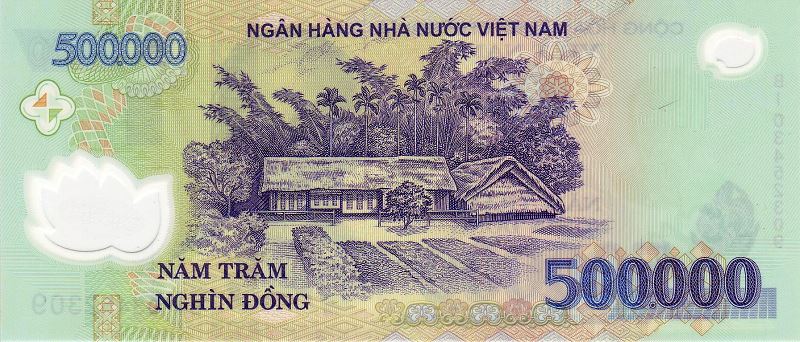 NGÂN HÀNG NHÀ NƯỚC VIỆT NAM
500.000
NĂM TRĂM
NGHÌN ĐỒNG
500.000